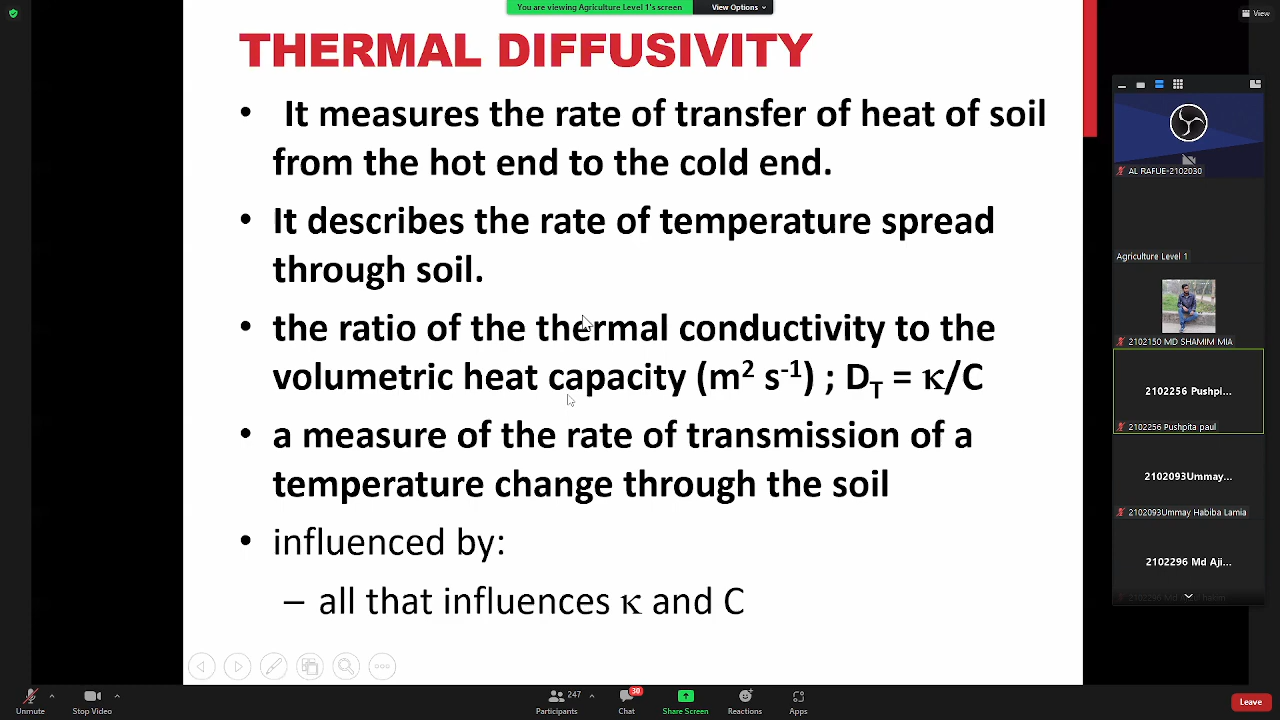 You are viewing Agriculture Level 1's screen
View Options
View
THERMAL DIFFUSIVITY
• It measures the rate of transfer of heat of soil
from the hot end to the cold end.
• It describes the rate of temperature spread
through soil.
• the ratio of the thermal conductivity to the
volumetric heat capacity (m² s⁻¹) ; D_T = κ/C
• a measure of the rate of transmission of a
temperature change through the soil
• influenced by:
– all that influences κ and C
AL RAFUE-2102030
Agriculture Level 1
2102150 MD SHAMIM MIA
2102256 Pushpi...
2102256 Pushpita paul
2102093Ummay...
2102093Ummay Habiba Lamia
2102296 Md Aji...
Unmute
Stop Video
247
Participants
30
Chat
Share Screen
Reactions
Apps
Leave